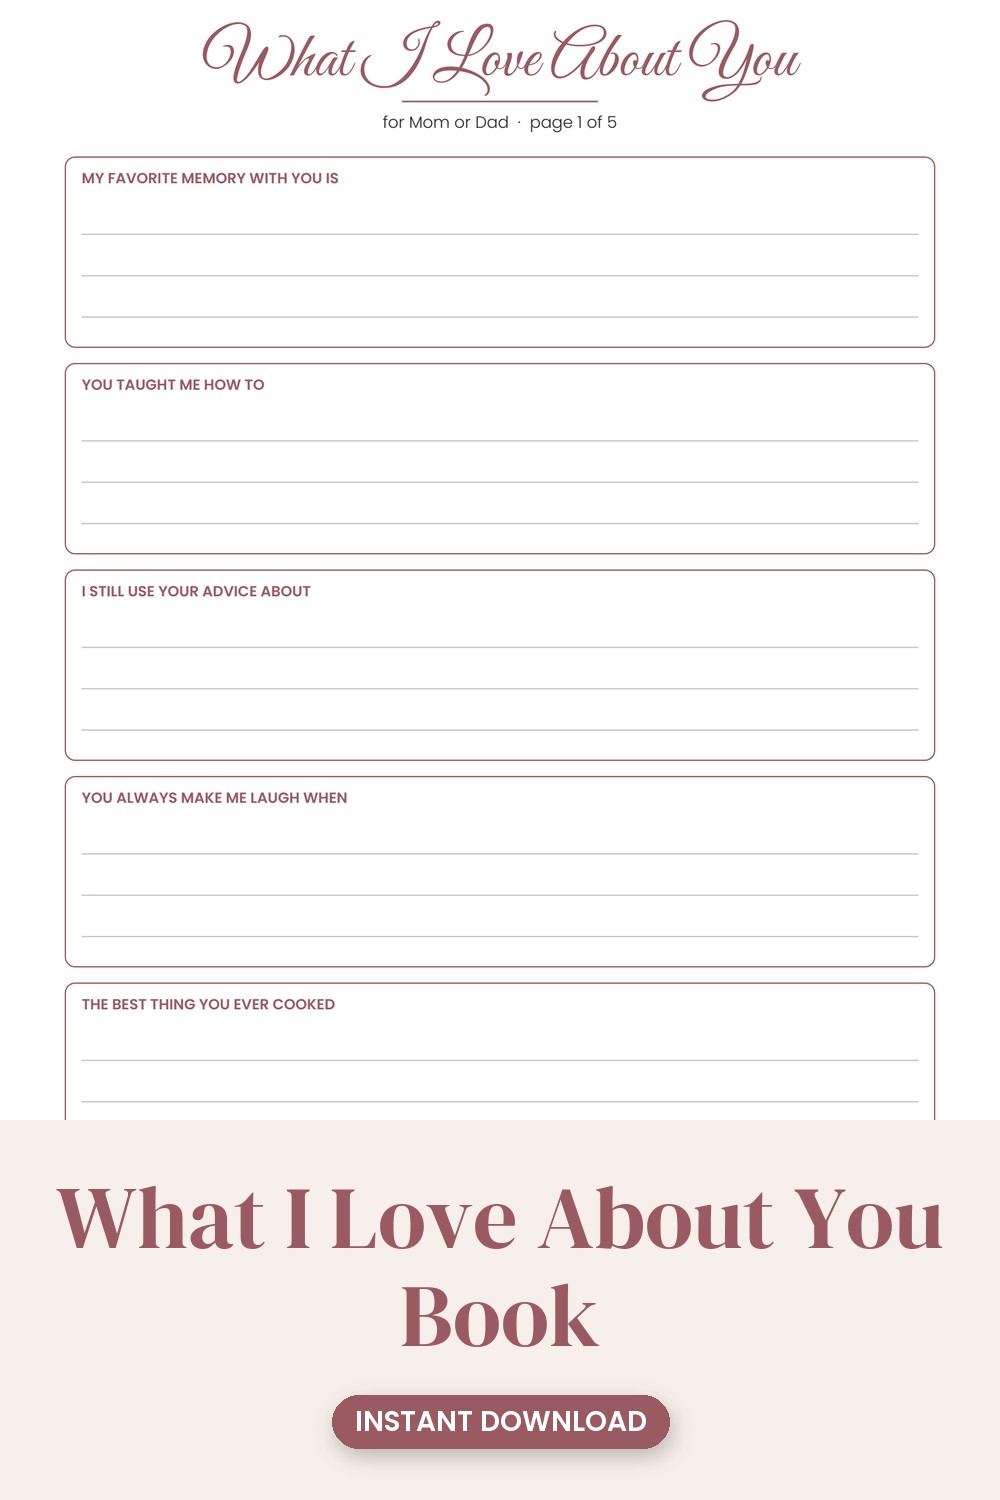 What I Love About You
for Mom or Dad · page 1 of 5
MY FAVORITE MEMORY WITH YOU IS
YOU TAUGHT ME HOW TO
I STILL USE YOUR ADVICE ABOUT
YOU ALWAYS MAKE ME LAUGH WHEN
THE BEST THING YOU EVER COOKED
What I Love About You
Book
INSTANT DOWNLOAD